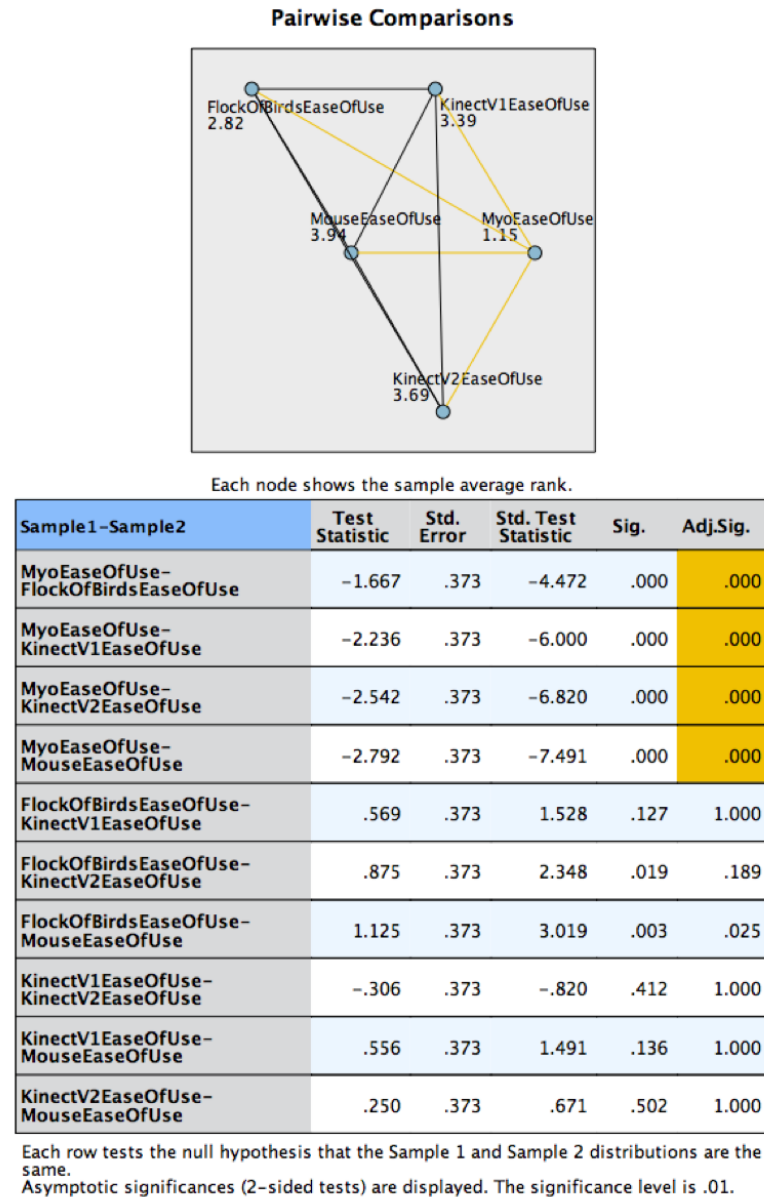 Pairwise Comparisons
FlockOfBirdsEaseOfUse
2.82
KinectV1EaseOfUse
3.39
MouseEaseOfUse
3.94
MyoEaseOfUse
1.15
KinectV2EaseOfUse
3.69
Each node shows the sample average rank.
Sample1-Sample2 Test Statistic Std. Error Std. Test Statistic Sig. Adj.Sig.
MyoEaseOfUse-
FlockOfBirdsEaseOfUse -1.667 .373 -4.472 .000 .000
MyoEaseOfUse-
KinectV1EaseOfUse -2.236 .373 -6.000 .000 .000
MyoEaseOfUse-
KinectV2EaseOfUse -2.542 .373 -6.820 .000 .000
MyoEaseOfUse-
MouseEaseOfUse -2.792 .373 -7.491 .000 .000
FlockOfBirdsEaseOfUse-
KinectV1EaseOfUse .569 .373 1.528 .127 1.000
FlockOfBirdsEaseOfUse-
KinectV2EaseOfUse .875 .373 2.348 .019 .189
FlockOfBirdsEaseOfUse-
MouseEaseOfUse 1.125 .373 3.019 .003 .025
KinectV1EaseOfUse-
KinectV2EaseOfUse -.306 .373 -.820 .412 1.000
KinectV1EaseOfUse-
MouseEaseOfUse .556 .373 1.491 .136 1.000
KinectV2EaseOfUse-
MouseEaseOfUse .250 .373 .671 .502 1.000
Each row tests the null hypothesis that the Sample 1 and Sample 2 distributions are the
same.
Asymptotic significances (2-sided tests) are displayed. The significance level is .01.